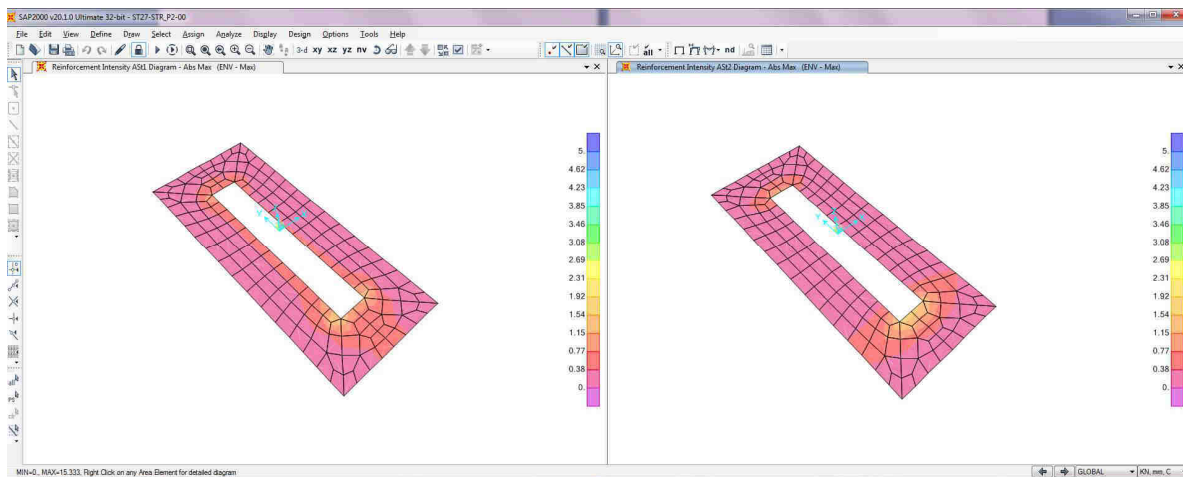 SAP2000 v20.1.0 Ultimate 32-bit - ST27-STR_P2-00
File Edit View Define Draw Select Assign Analyze Display Design Options Tools Help
3-d xy xz yz nv
all
nd
Reinforcement Intensity ASt1 Diagram - Abs Max (ENV - Max)
5.
4.62
4.23
3.85
3.46
3.08
2.69
2.31
1.92
1.54
1.15
0.77
0.38
0.
Reinforcement Intensity ASt2 Diagram - Abs Max (ENV - Max)
5.
4.62
4.23
3.85
3.46
3.08
2.69
2.31
1.92
1.54
1.15
0.77
0.38
0.
MIN=0., MAX=15.333, Right Click on any Area Element for detailed diagram
GLOBAL
KN, mm, C